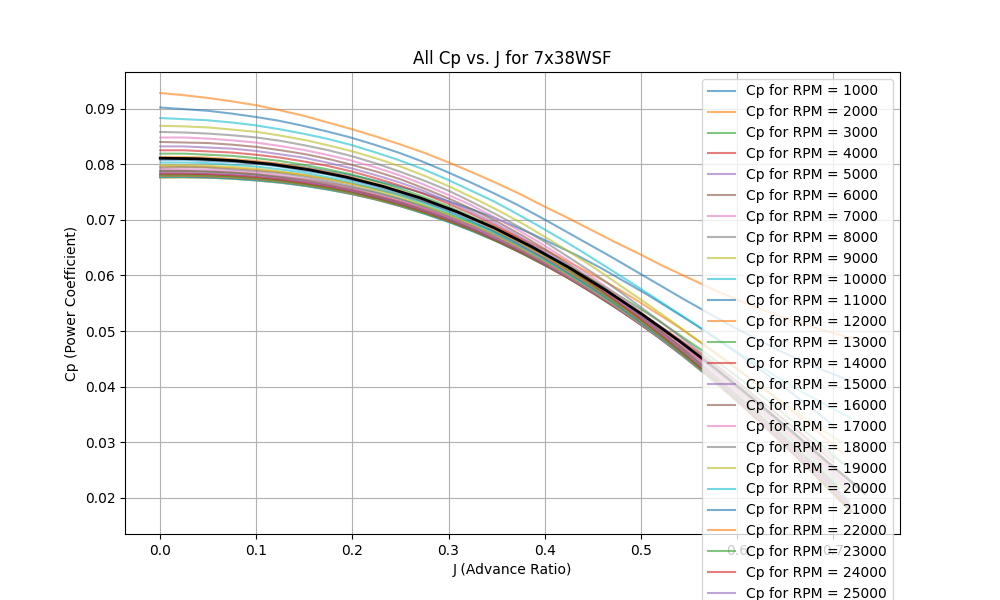 All Cp vs. J for 7x38WSF
Cp (Power Coefficient)
0.09
0.08
0.07
0.06
0.05
0.04
0.03
0.02
0.0
0.1
0.2
0.3
0.4
0.5
0.6
0.7
J (Advance Ratio)
Cp for RPM = 1000
Cp for RPM = 2000
Cp for RPM = 3000
Cp for RPM = 4000
Cp for RPM = 5000
Cp for RPM = 6000
Cp for RPM = 7000
Cp for RPM = 8000
Cp for RPM = 9000
Cp for RPM = 10000
Cp for RPM = 11000
Cp for RPM = 12000
Cp for RPM = 13000
Cp for RPM = 14000
Cp for RPM = 15000
Cp for RPM = 16000
Cp for RPM = 17000
Cp for RPM = 18000
Cp for RPM = 19000
Cp for RPM = 20000
Cp for RPM = 21000
Cp for RPM = 22000
Cp for RPM = 23000
Cp for RPM = 24000
Cp for RPM = 25000